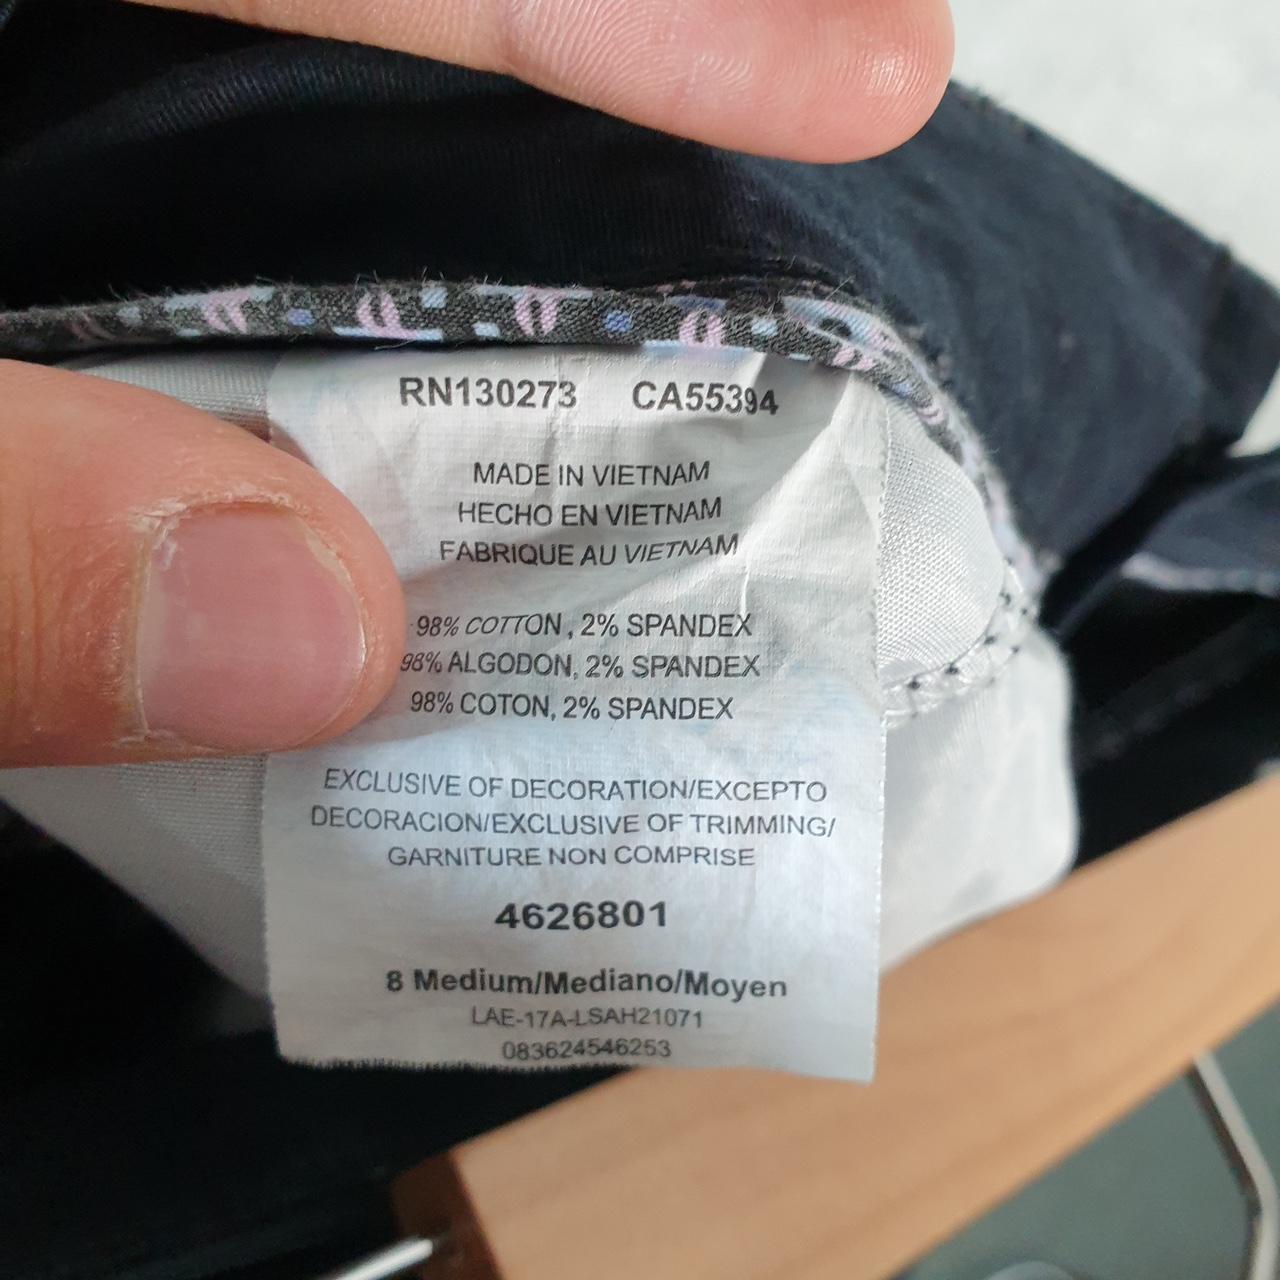 RN130273 CA55394
MADE IN VIETNAM
HECHO EN VIETNAM
FABRIQUE AU VIETNAM
98% COTTON, 2% SPANDEX
98% ALGODON, 2% SPANDEX
98% COTON, 2% SPANDEX
EXCLUSIVE OF DECORATION/EXCEPTO
DECORACION/EXCLUSIVE OF TRIMMING/
GARNITURE NON COMPRISE
4626801
8 Medium/Mediano/Moyen
LAE-17A-LSAH21071
083624546253